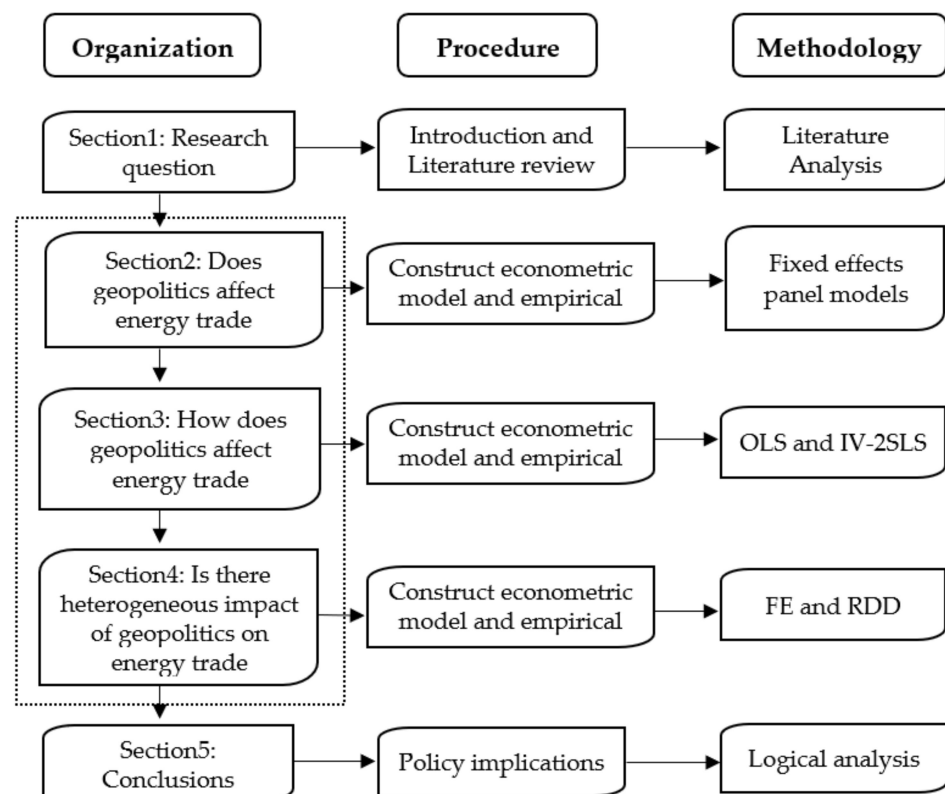 Organization
Procedure
Methodology
Section1: Research
question
Introduction and
Literature review
Literature
Analysis
Section2: Does
geopolitics affect
energy trade
Construct econometric
model and empirical
Fixed effects
panel models
Section3: How does
geopolitics affect
energy trade
Construct econometric
model and empirical
OLS and IV-2SLS
Section4: Is there
heterogeneous impact
of geopolitics on
energy trade
Construct econometric
model and empirical
FE and RDD
Section5:
Conclusions
Policy implications
Logical analysis